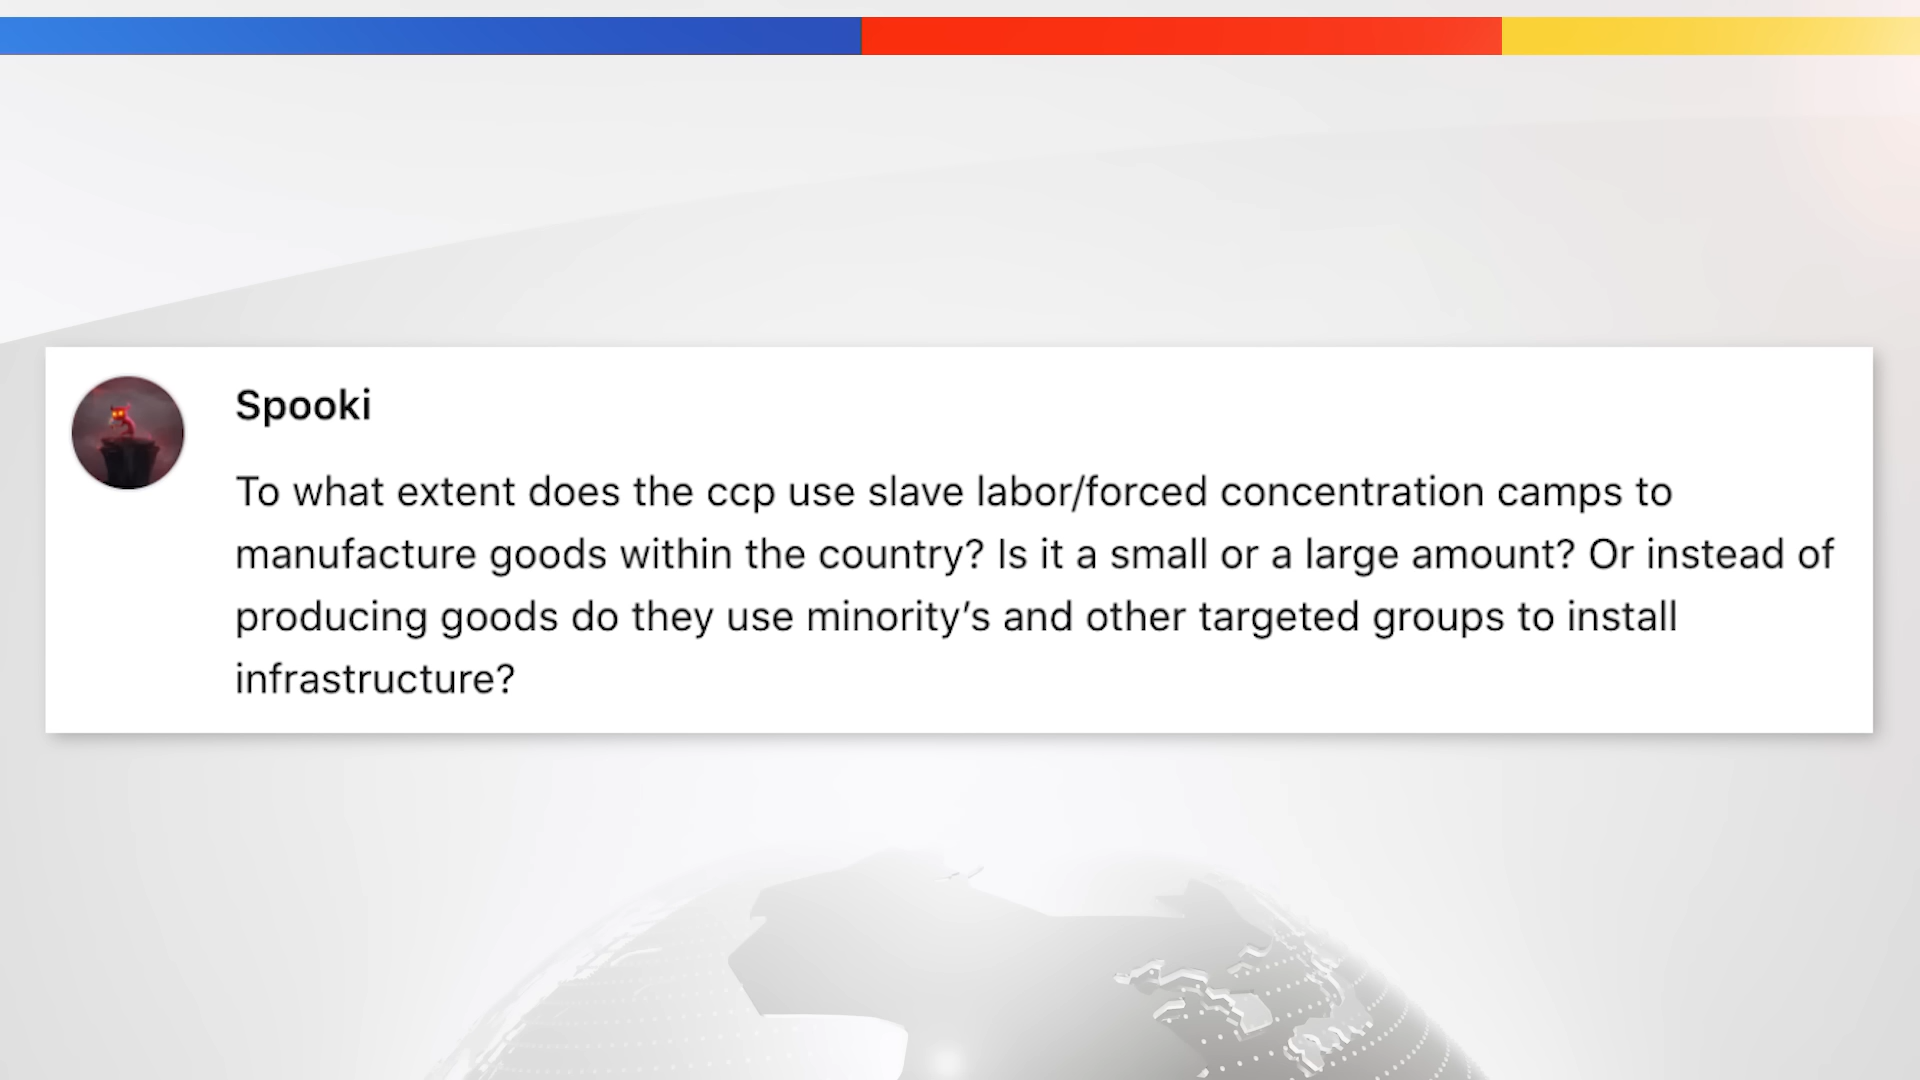 Spooki
To what extent does the ccp use slave labor/forced concentration camps to
manufacture goods within the country? Is it a small or a large amount? Or instead of
producing goods do they use minority’s and other targeted groups to install
infrastructure?